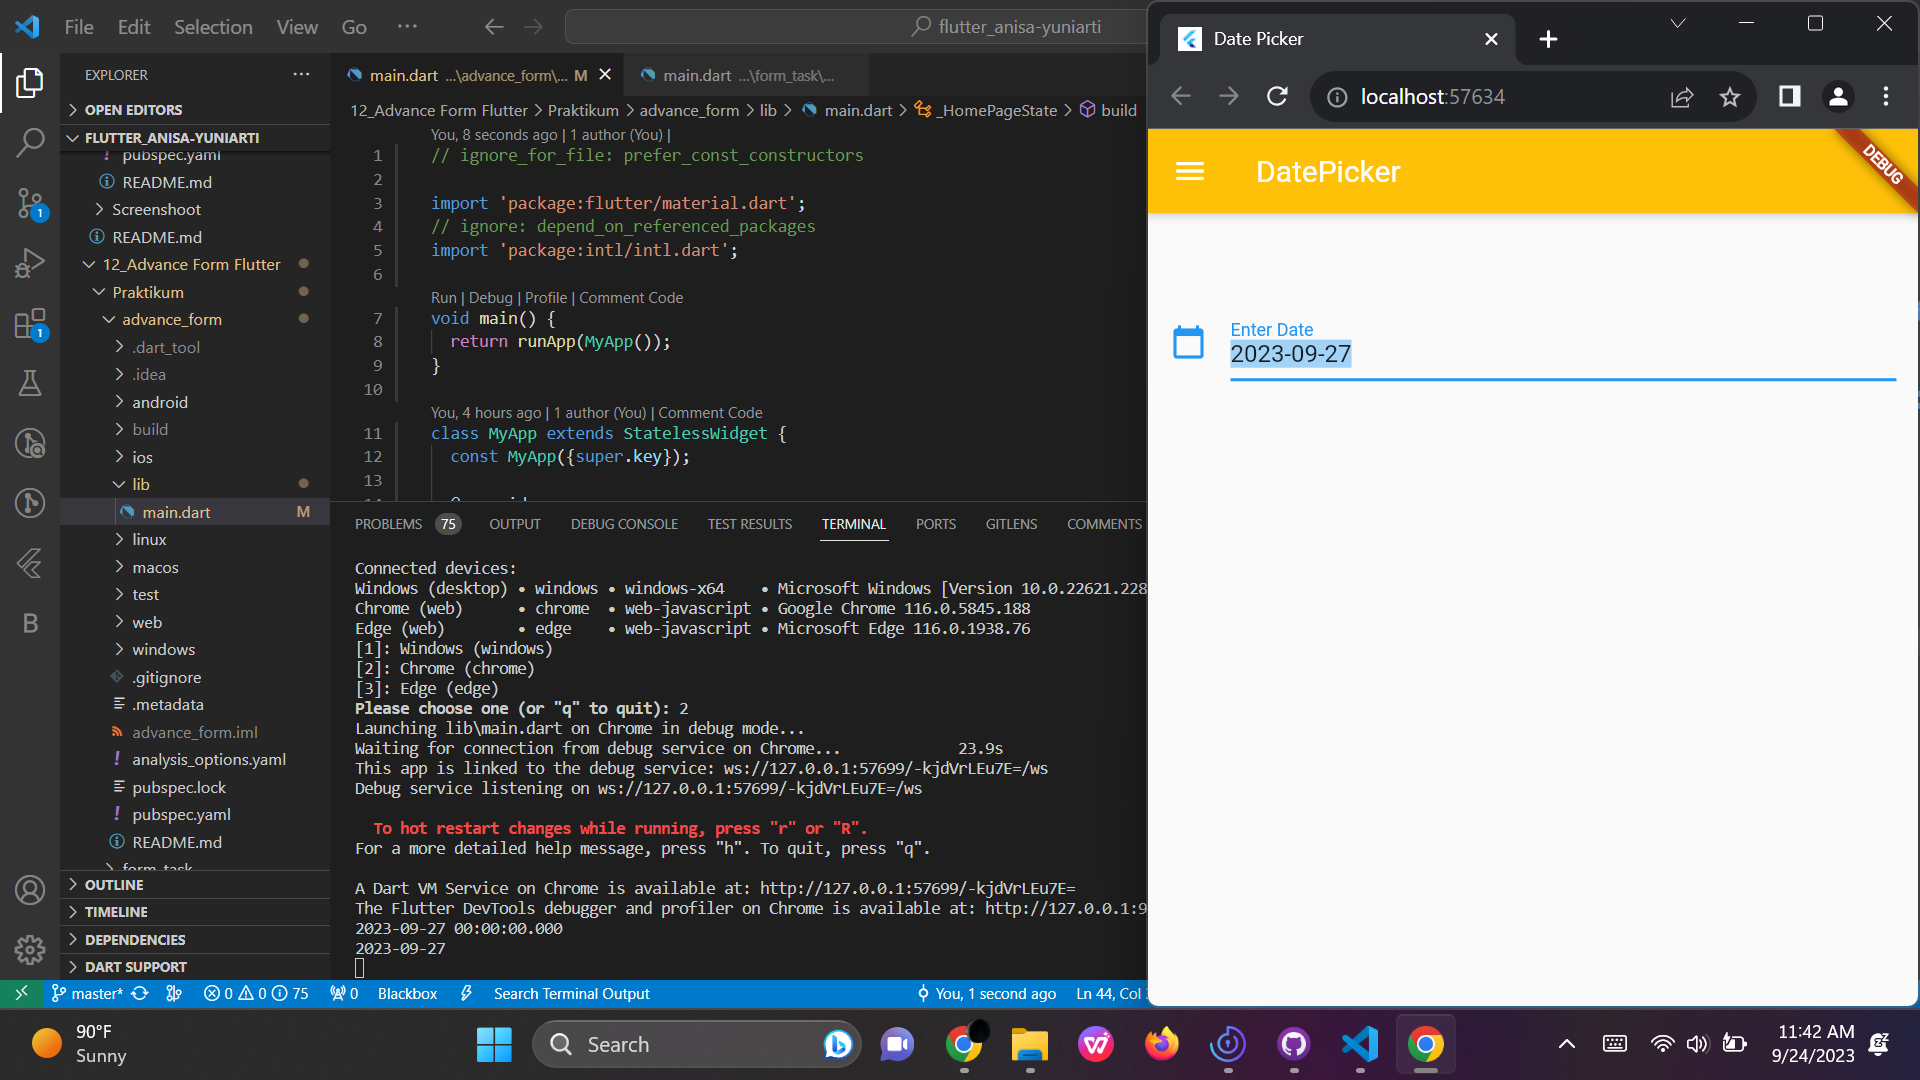 File Edit Selection View Go ···
flutter_anisa-yuniarti
EXPLORER
OPEN EDITORS
FLUTTER_ANISA-YUNIARTI
pubspec.yaml
README.md
Screenshoot
README.md
12_Advance Form Flutter
Praktikum
advance_form
.dart_tool
.idea
android
build
ios
lib
main.dart M
linux
macos
test
web
windows
.gitignore
.metadata
advance_form.iml
analysis_options.yaml
pubspec.lock
pubspec.yaml
README.md
form_task
OUTLINE
TIMELINE
DEPENDENCIES
DART SUPPORT
1
1
B
main.dart ...\advance_form\... M
main.dart ...\form_task\...
12_Advance Form Flutter > Praktikum > advance_form > lib > main.dart > _HomePageState > build
You, 8 seconds ago | 1 author (You) |
1 // ignore_for_file: prefer_const_constructors
2
3 import 'package:flutter/material.dart';
4 // ignore: depend_on_referenced_packages
5 import 'package:intl/intl.dart';
6
Run | Debug | Profile | Comment Code
7 void main() {
8 return runApp(MyApp());
9 }
10
You, 4 hours ago | 1 author (You) | Comment Code
11 class MyApp extends StatelessWidget {
12 const MyApp({super.key});
13
PROBLEMS 75 OUTPUT DEBUG CONSOLE TEST RESULTS TERMINAL PORTS GITLENS COMMENTS
Connected devices:
Windows (desktop) • windows • windows-x64 • Microsoft Windows [Version 10.0.22621.228
Chrome (web) • chrome • web-javascript • Google Chrome 116.0.5845.188
Edge (web) • edge • web-javascript • Microsoft Edge 116.0.1938.76
[1]: Windows (windows)
[2]: Chrome (chrome)
[3]: Edge (edge)
Please choose one (or "q" to quit): 2
Launching lib\main.dart on Chrome in debug mode...
Waiting for connection from debug service on Chrome... 23.9s
This app is linked to the debug service: ws://127.0.0.1:57699/-kjdVrLEu7E=/ws
Debug service listening on ws://127.0.0.1:57699/-kjdVrLEu7E=/ws
To hot restart changes while running, press "r" or "R".
For a more detailed help message, press "h". To quit, press "q".
A Dart VM Service on Chrome is available at: http://127.0.0.1:57699/-kjdVrLEu7E=
The Flutter DevTools debugger and profiler on Chrome is available at: http://127.0.0.1:9
2023-09-27 00:00:00.000
2023-09-27
master* 0 0 75 0 Blackbox Search Terminal Output You, 1 second ago Ln 44, Col
Date Picker
localhost:57634
DatePicker
DEBUG
Enter Date
2023-09-27
90°F
Sunny
Search
11:42 AM
9/24/2023